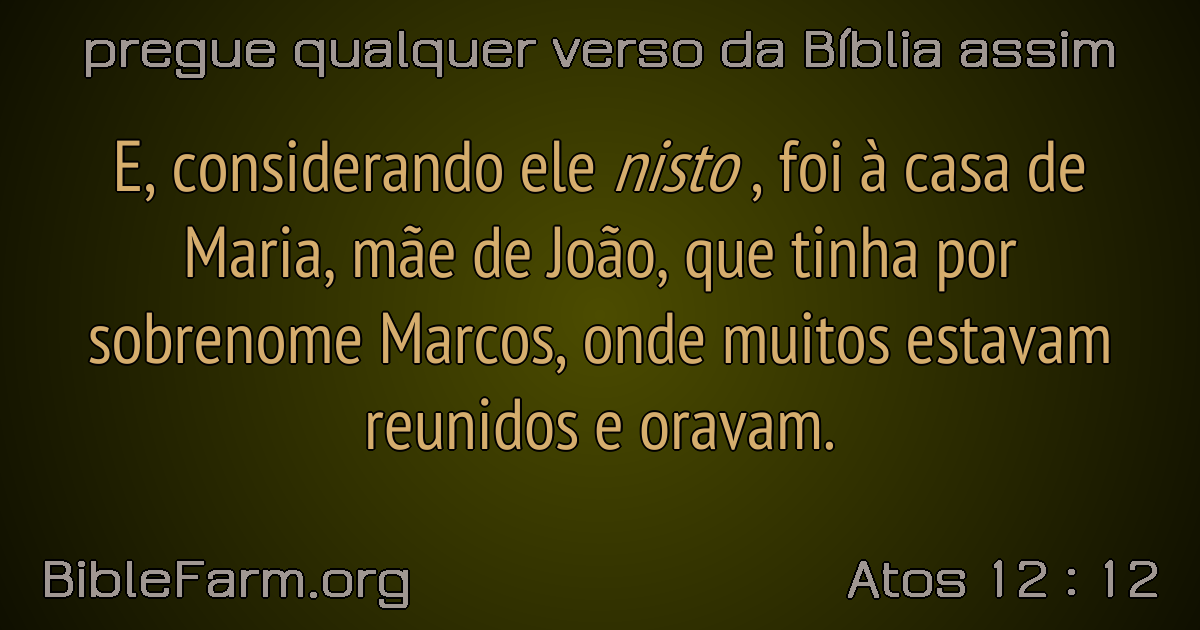 pregue qualquer verso da Bíblia assim
E, considerando ele nisto , foi à casa de
Maria, mãe de João, que tinha por
sobrenome Marcos, onde muitos estavam
reunidos e oravam.
BibleFarm.org
Atos 12 : 12